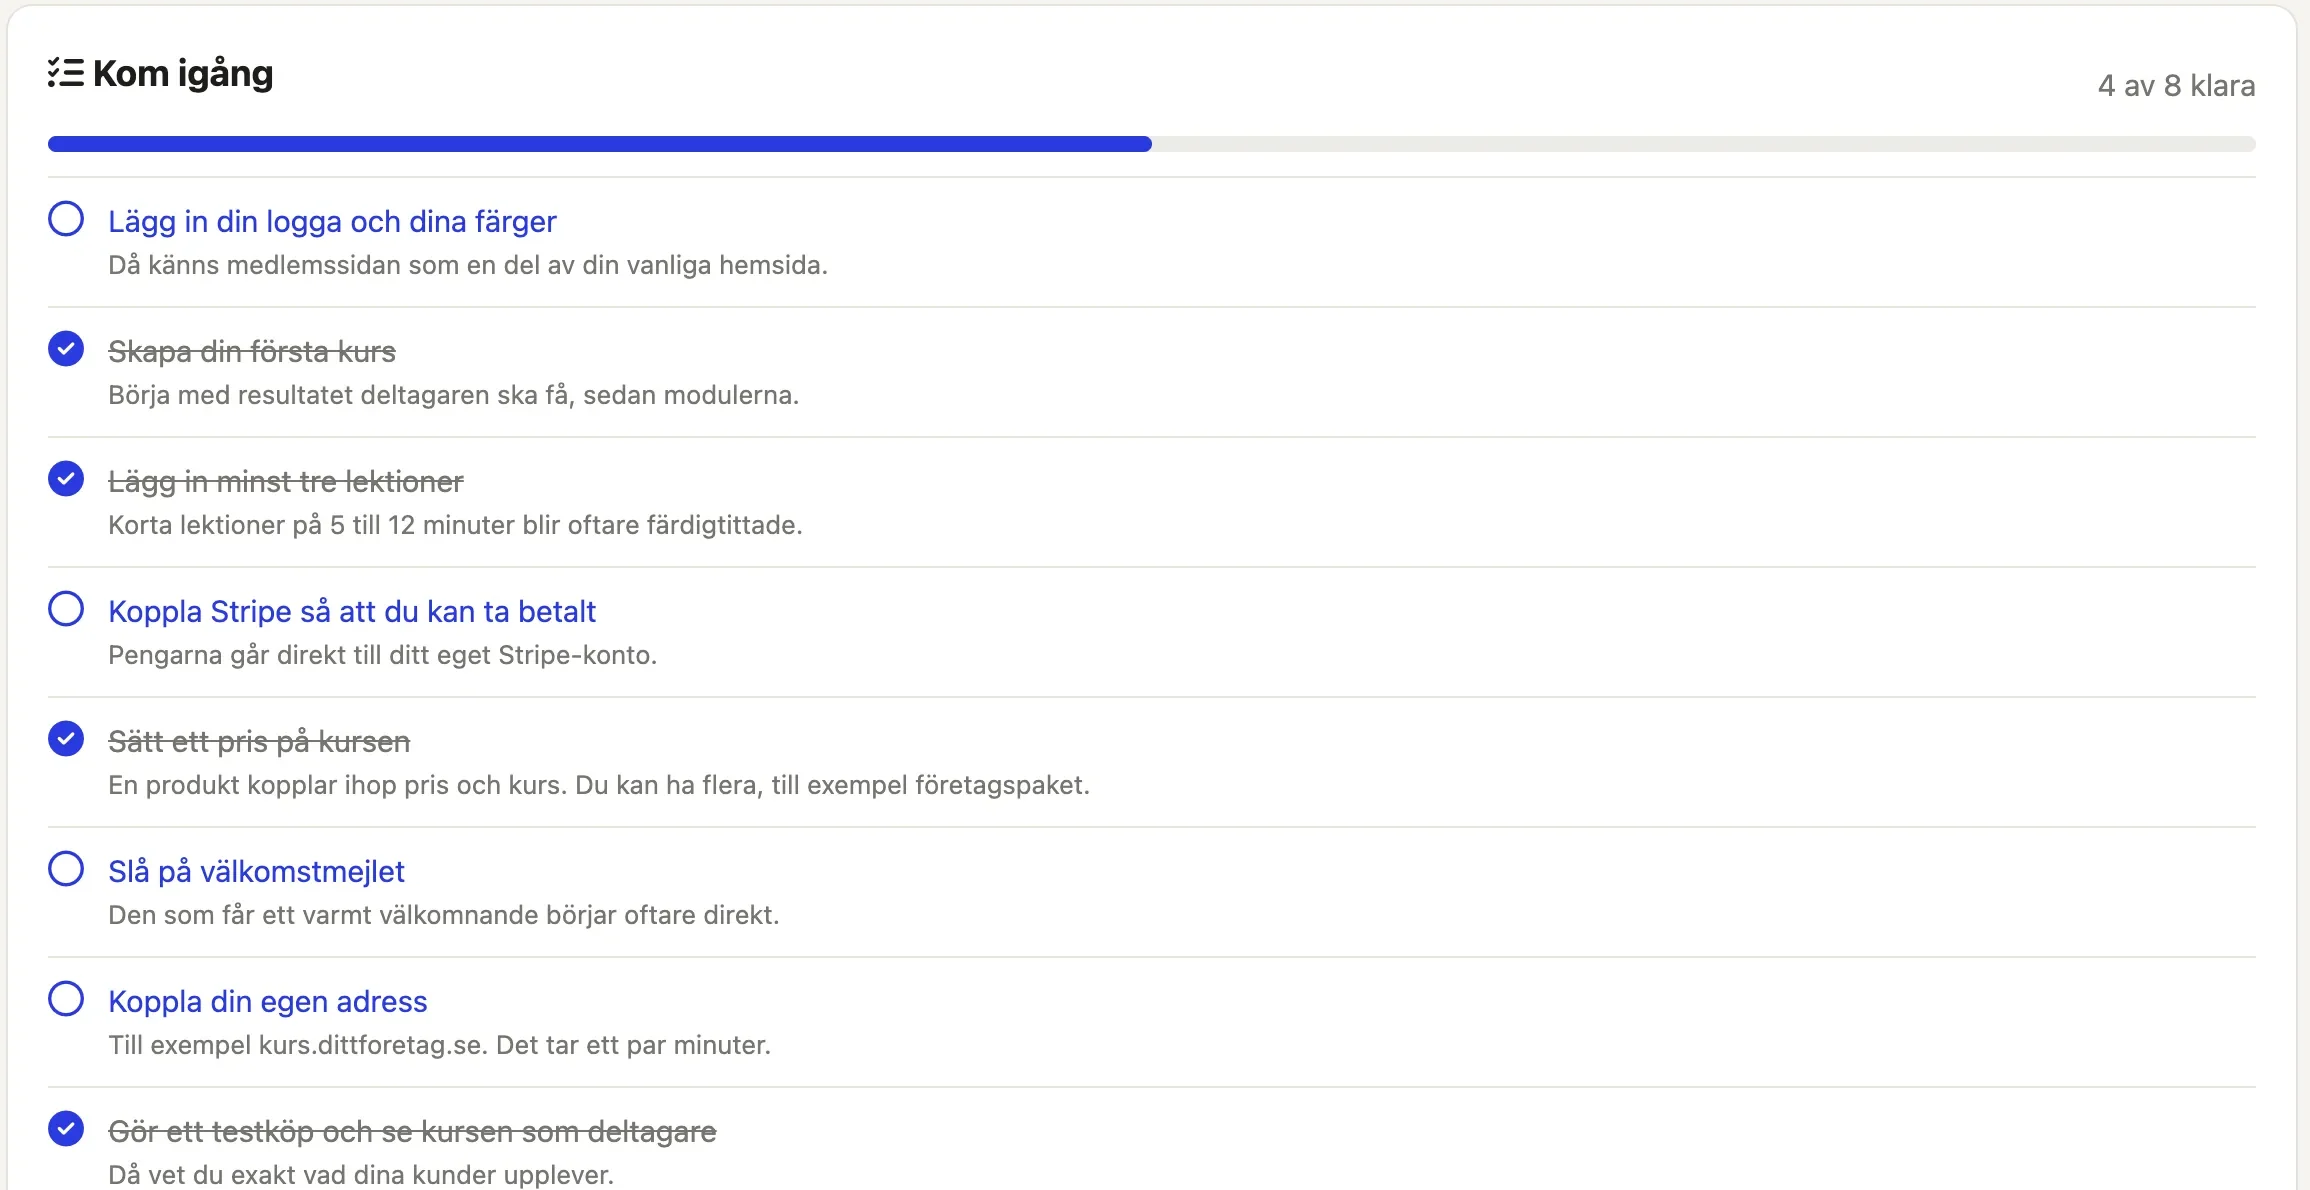 Kom igång
4 av 8 klara
Lägg in din logga och dina färger
Då känns medlemssidan som en del av din vanliga hemsida.
Skapa din första kurs
Börja med resultatet deltagaren ska få, sedan modulerna.
Lägg in minst tre lektioner
Korta lektioner på 5 till 12 minuter blir oftare färdigtittade.
Koppla Stripe så att du kan ta betalt
Pengarna går direkt till ditt eget Stripe-konto.
Sätt ett pris på kursen
En produkt kopplar ihop pris och kurs. Du kan ha flera, till exempel företagspaket.
Slå på välkomstmejlet
Den som får ett varmt välkomnande börjar oftare direkt.
Koppla din egen adress
Till exempel kurs.dittforetag.se. Det tar ett par minuter.
Gör ett testköp och se kursen som deltagare
Då vet du exakt vad dina kunder upplever.